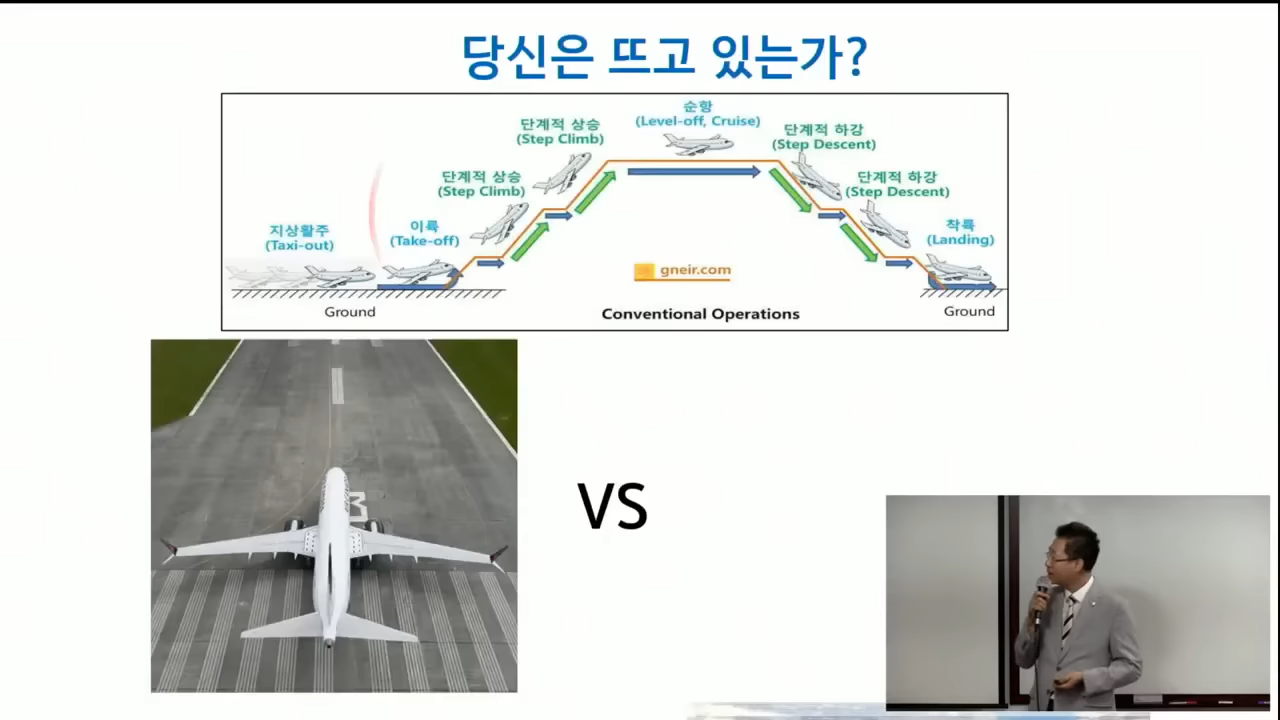 당신은 뜨고 있는가?
순항
(Level-off, Cruise)
단계적 상승
(Step Climb)
단계적 하강
(Step Descent)
단계적 상승
(Step Climb)
단계적 하강
(Step Descent)
지상활주
(Taxi-out)
이륙
(Take-off)
착륙
(Landing)
gneir.com
Ground
Conventional Operations
Ground
VS